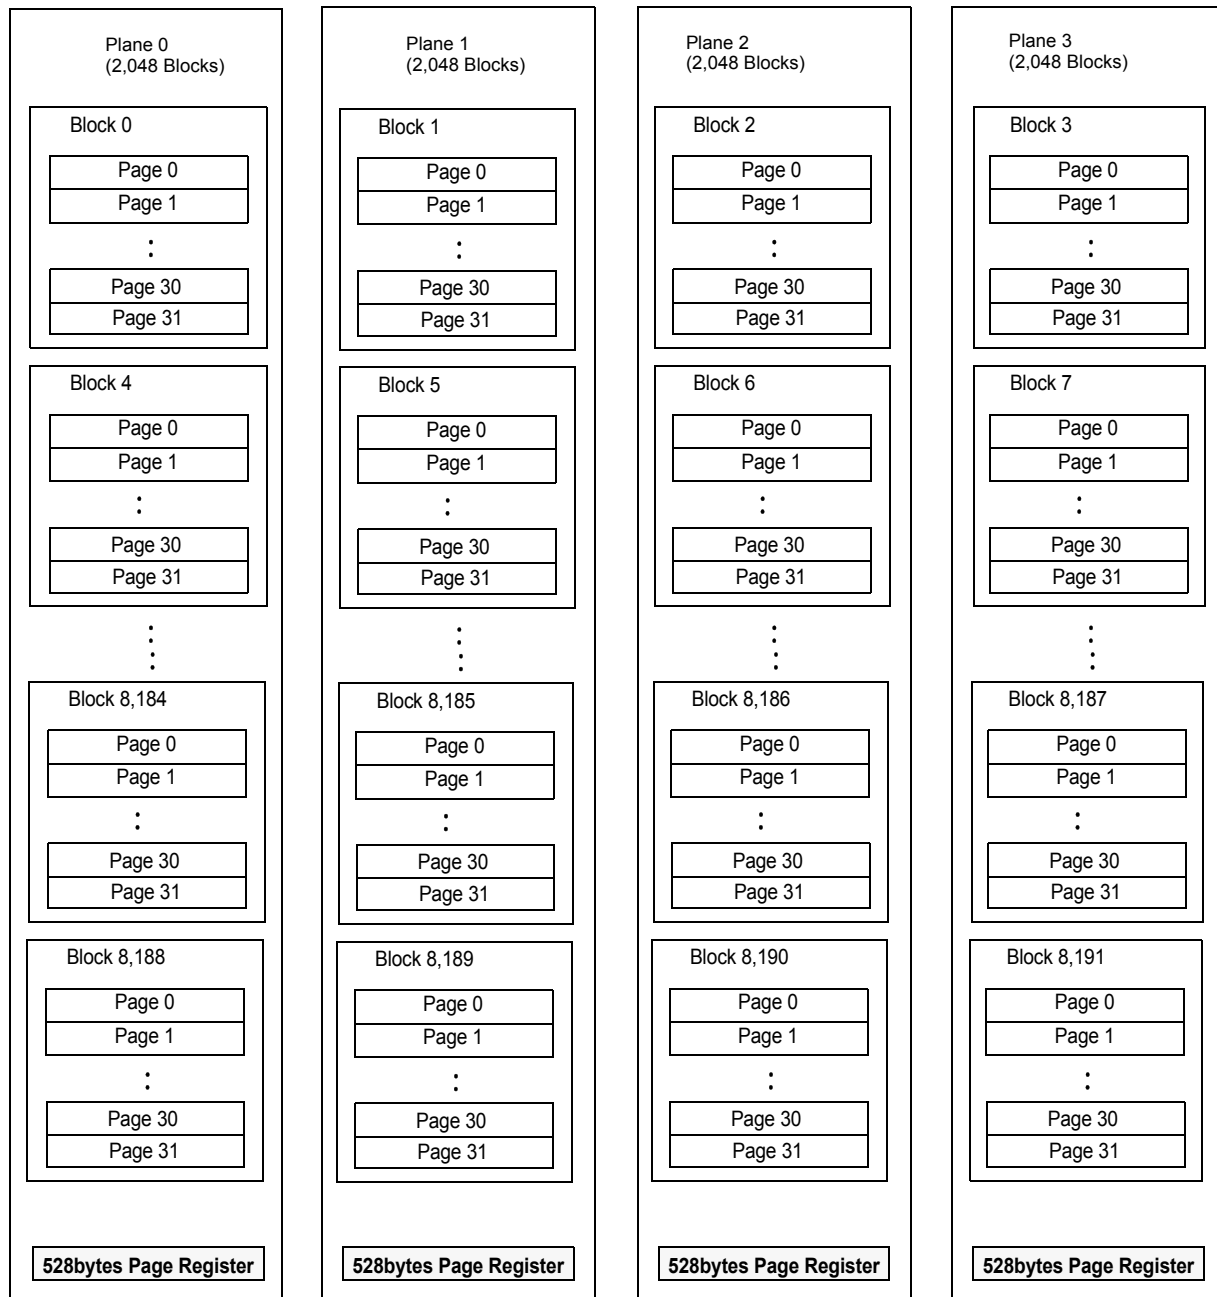 Plane 0
(2,048 Blocks)
Block 0
Page 0
Page 1
Page 30
Page 31
Block 4
Page 0
Page 1
Page 30
Page 31
Block 8,184
Page 0
Page 1
Page 30
Page 31
Block 8,188
Page 0
Page 1
Page 30
Page 31
528bytes Page Register
Plane 1
(2,048 Blocks)
Block 1
Page 0
Page 1
Page 30
Page 31
Block 5
Page 0
Page 1
Page 30
Page 31
Block 8,185
Page 0
Page 1
Page 30
Page 31
Block 8,189
Page 0
Page 1
Page 30
Page 31
528bytes Page Register
Plane 2
(2,048 Blocks)
Block 2
Page 0
Page 1
Page 30
Page 31
Block 6
Page 0
Page 1
Page 30
Page 31
Block 8,186
Page 0
Page 1
Page 30
Page 31
Block 8,190
Page 0
Page 1
Page 30
Page 31
528bytes Page Register
Plane 3
(2,048 Blocks)
Block 3
Page 0
Page 1
Page 30
Page 31
Block 7
Page 0
Page 1
Page 30
Page 31
Block 8,187
Page 0
Page 1
Page 30
Page 31
Block 8,191
Page 0
Page 1
Page 30
Page 31
528bytes Page Register